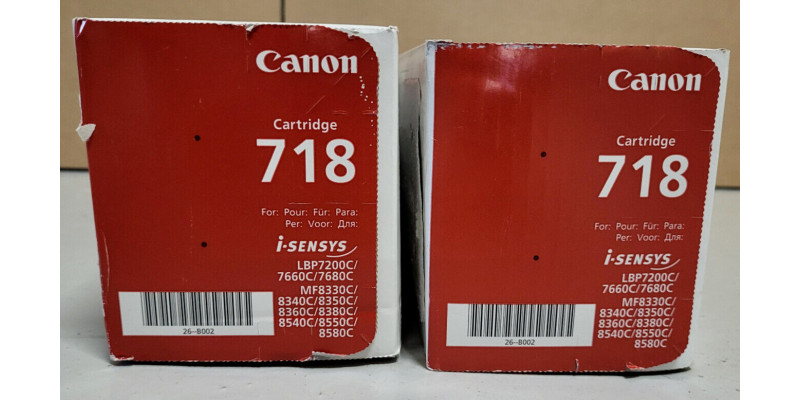 Canon
Cartridge
718
For: Pour: Für: Para:
Per: Voor: Для:
i-SENSYS
LBP7200C/
7660C/7680C
MF8330C/
8340C/8350C/
8360C/8380C/
8540C/8550C/
8580C
26-B002
Canon
Cartridge
718
For: Pour: Für: Para:
Per: Voor: Для:
i-SENSYS
LBP7200C/
7660C/7680C
MF8330C/
8340C/8350C/
8360C/8380C/
8540C/8550C/
8580C
26-B002